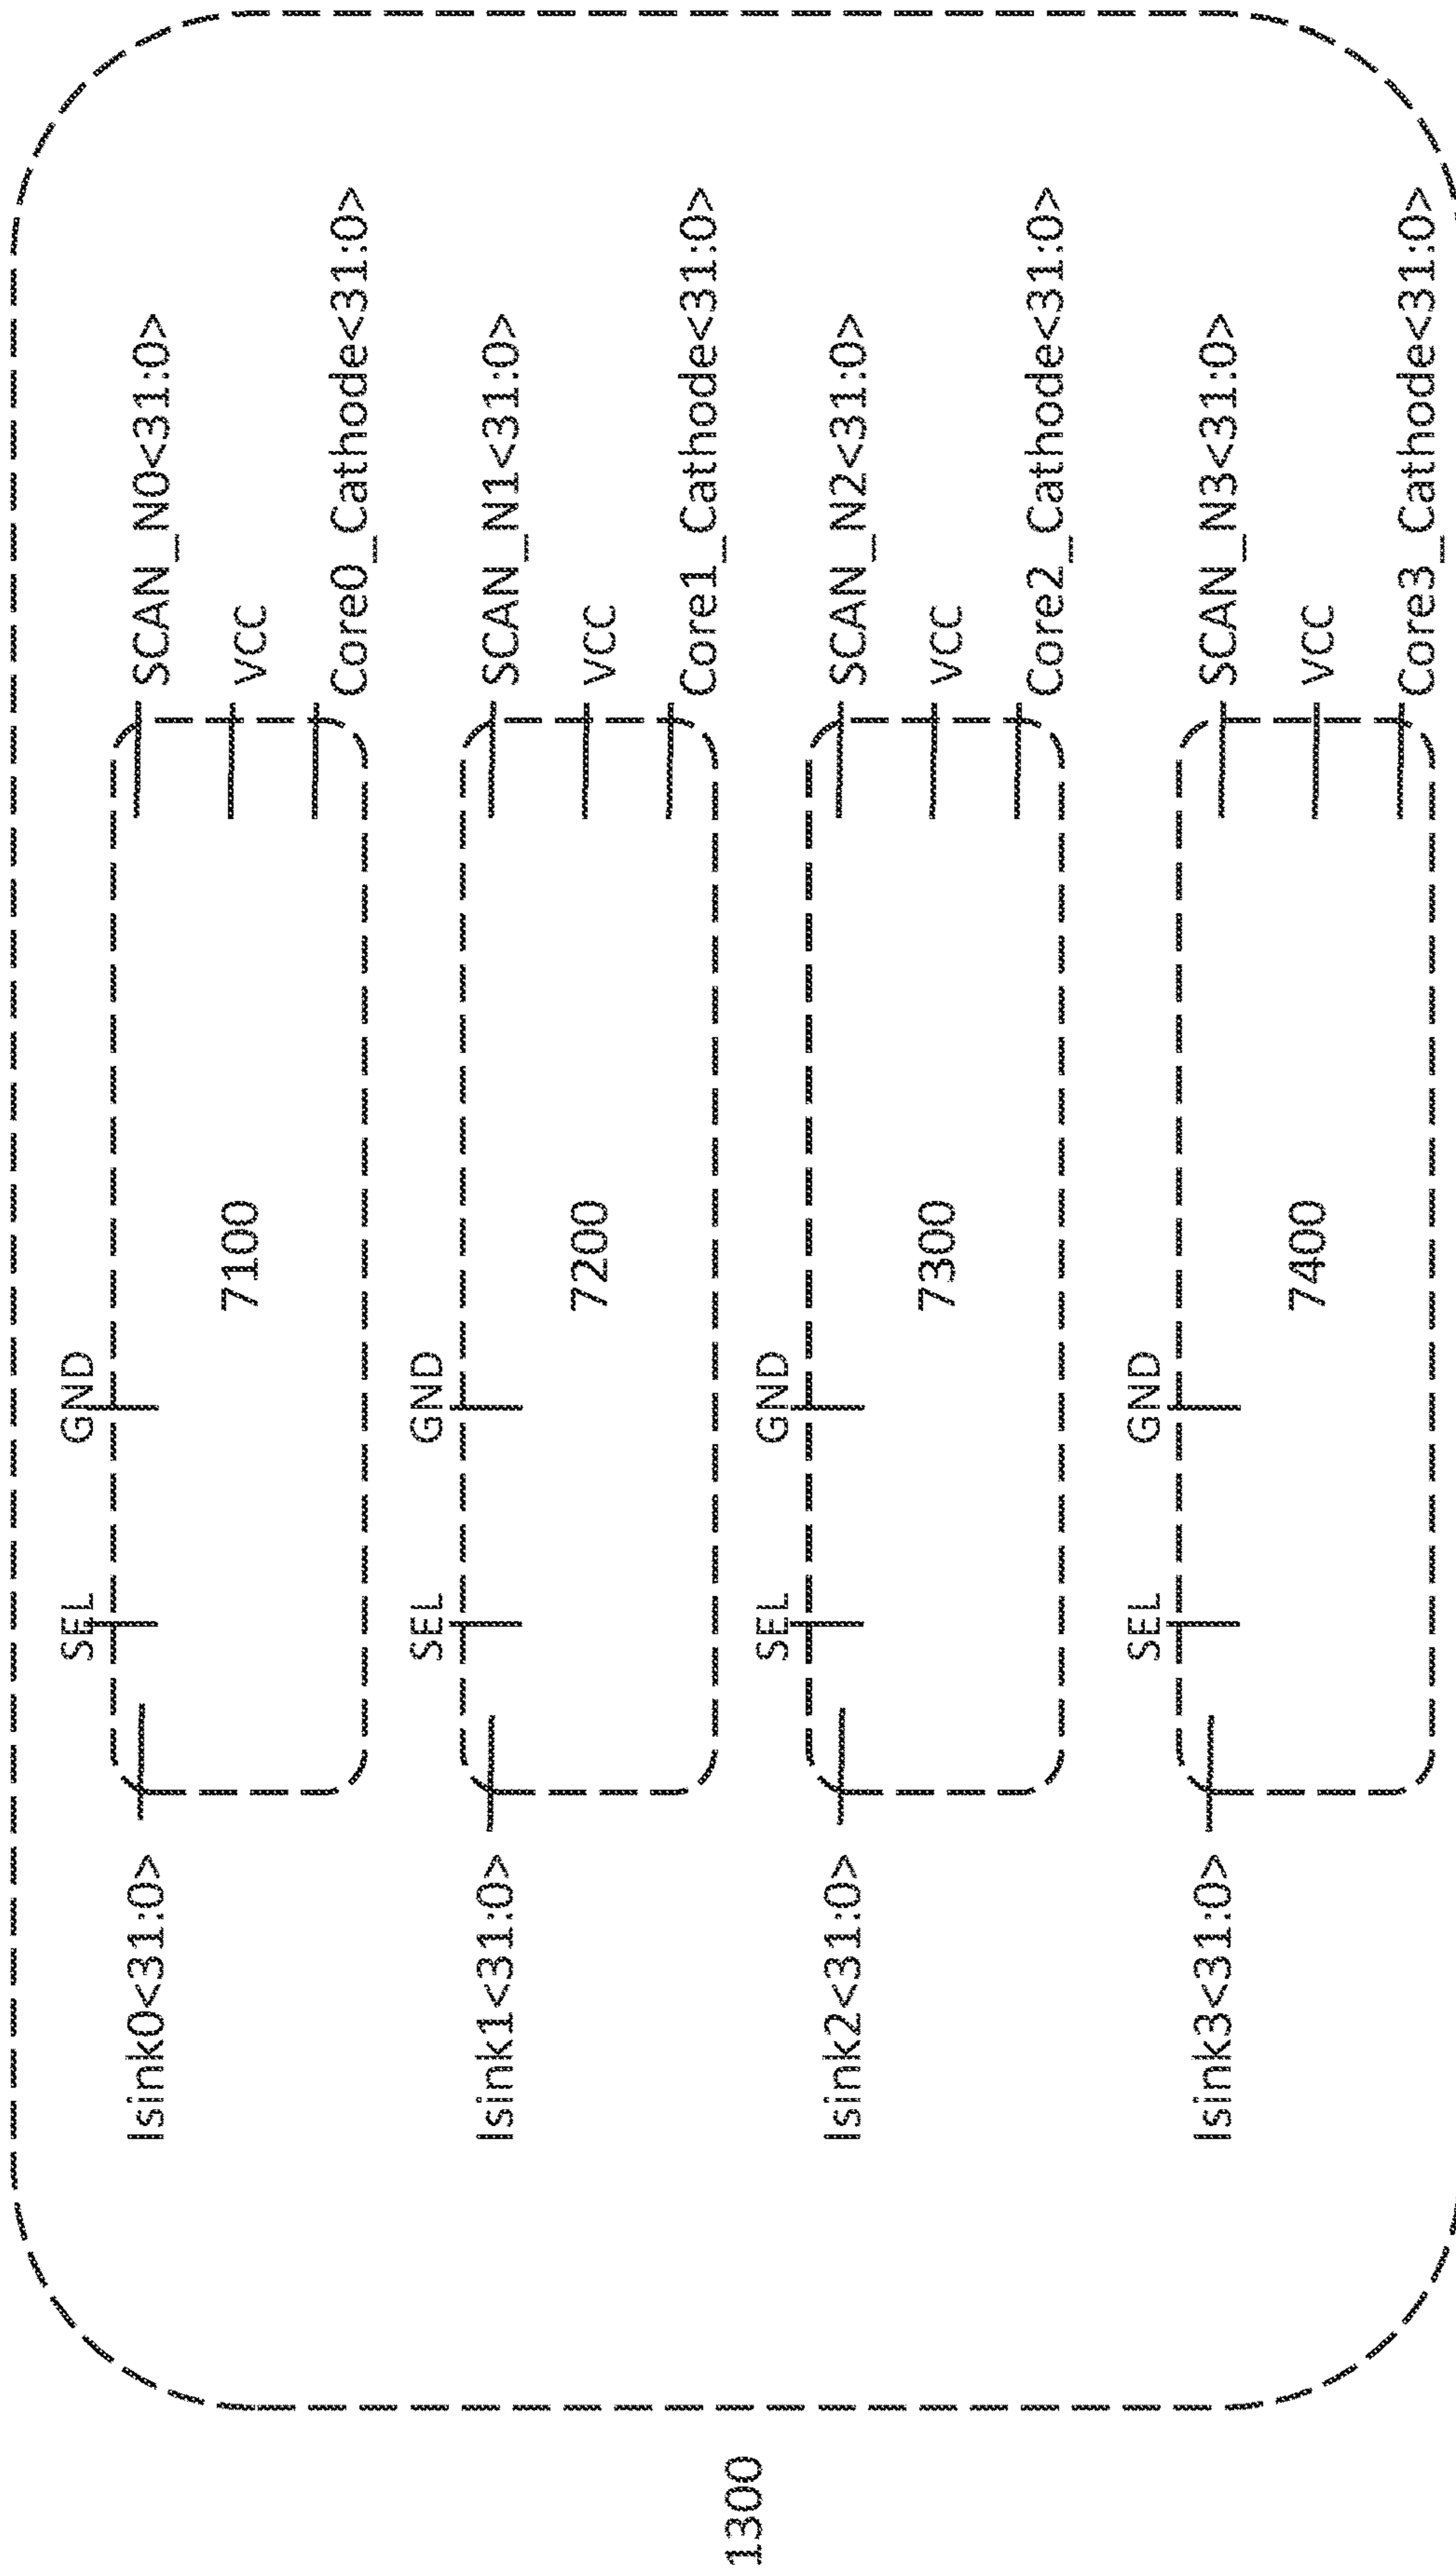 SEL
GND
Isink0<31:0>
7100
SCAN_N0<31:0>
VCC
Core0_Cathode<31:0>
SEL
GND
Isink1<31:0>
7200
SCAN_N1<31:0>
VCC
Core1_Cathode<31:0>
SEL
GND
Isink2<31:0>
7300
SCAN_N2<31:0>
VCC
Core2_Cathode<31:0>
SEL
GND
Isink3<31:0>
7400
SCAN_N3<31:0>
VCC
Core3_Cathode<31:0>
1300